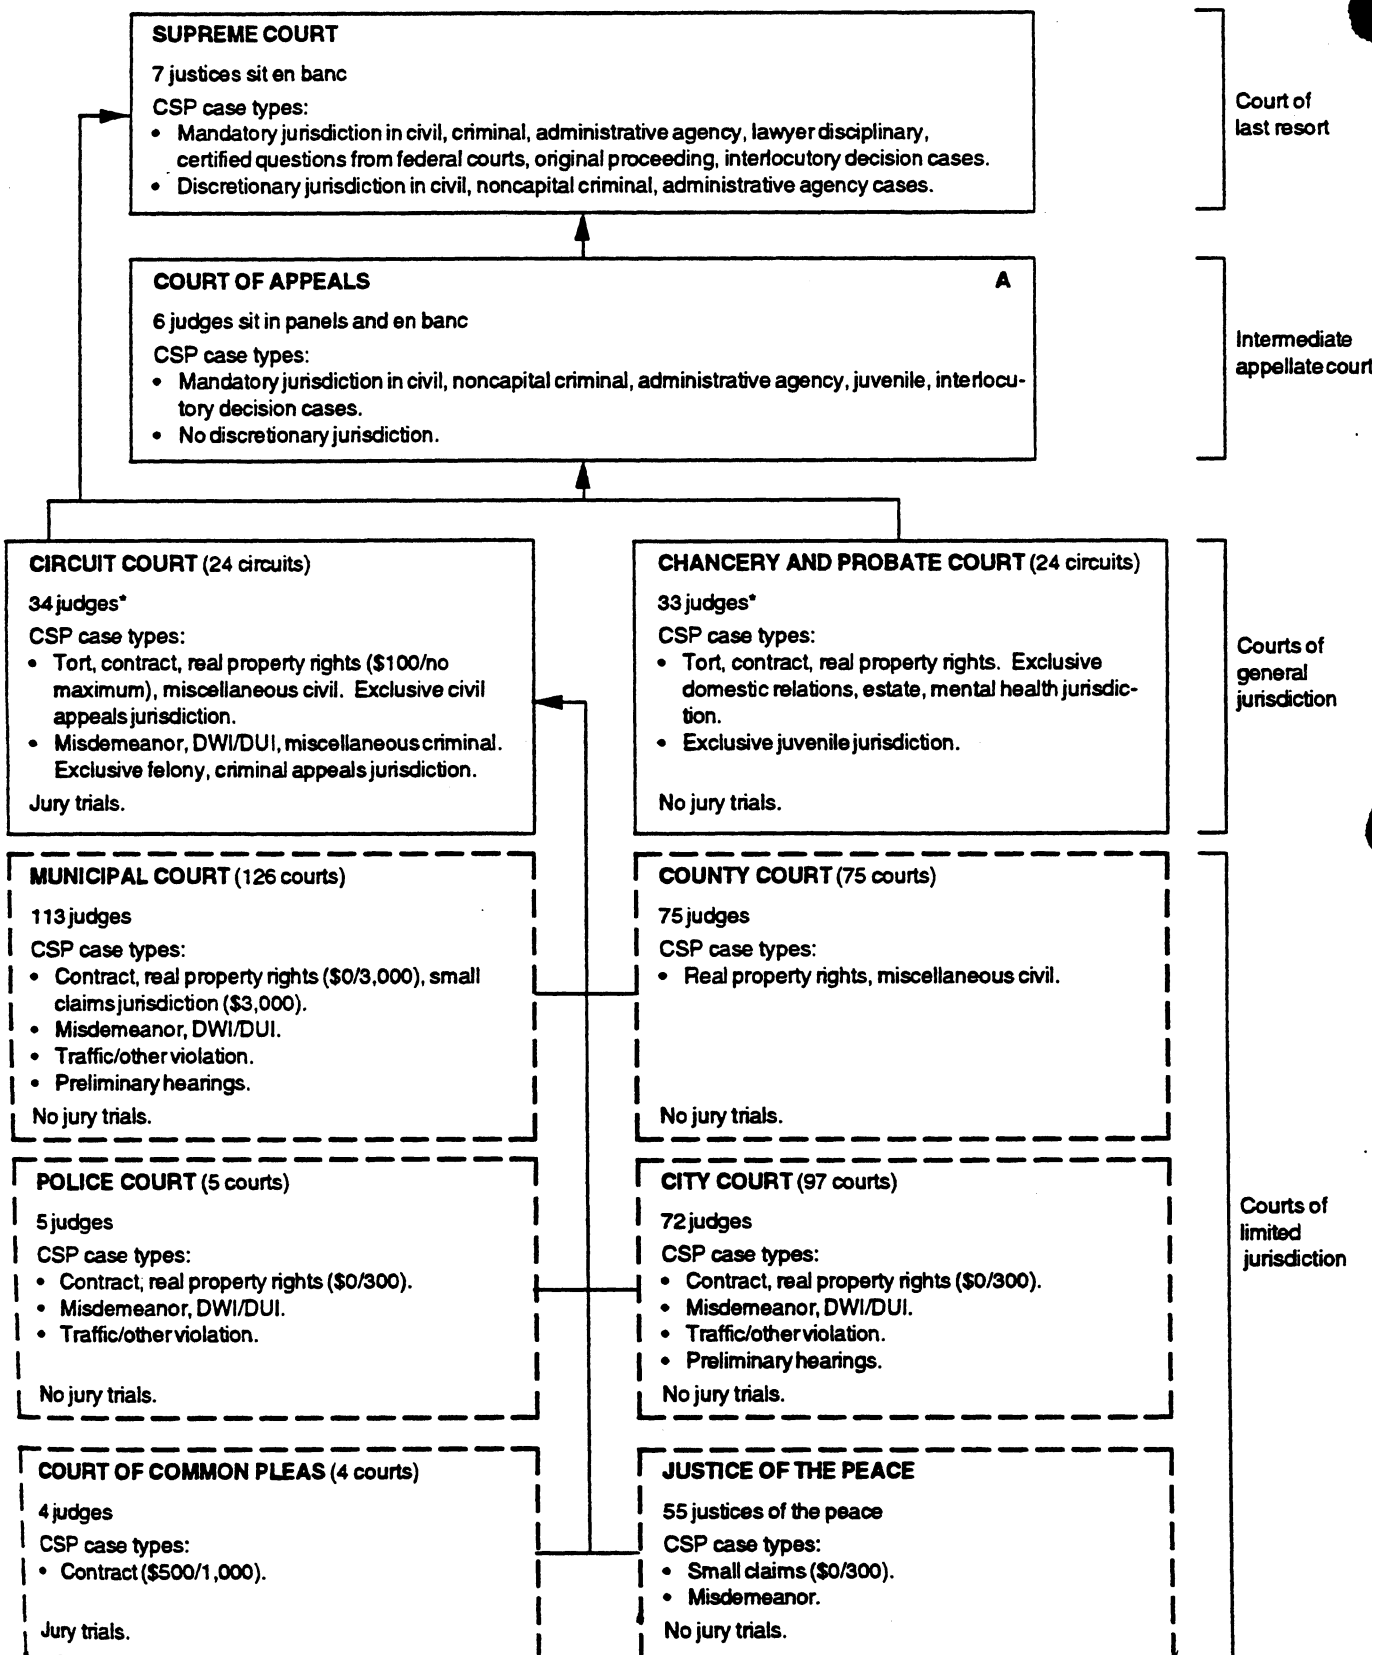 SUPREME COURT
7 justices sit en banc
CSP case types:
• Mandatory jurisdiction in civil, criminal, administrative agency, lawyer disciplinary,
certified questions from federal courts, original proceeding, interlocutory decision cases.
• Discretionary jurisdiction in civil, noncapital criminal, administrative agency cases.
Court of
last resort
COURT OF APPEALS A
6 judges sit in panels and en banc
CSP case types:
• Mandatory jurisdiction in civil, noncapital criminal, administrative agency, juvenile, interlocu-
tory decision cases.
• No discretionary jurisdiction.
Intermediate
appellate court
CIRCUIT COURT (24 circuits)
34 judges*
CSP case types:
• Tort, contract, real property rights ($100/no
maximum), miscellaneous civil. Exclusive civil
appeals jurisdiction.
• Misdemeanor, DWI/DUI, miscellaneous criminal.
Exclusive felony, criminal appeals jurisdiction.
Jury trials.
CHANCERY AND PROBATE COURT (24 circuits)
33 judges*
CSP case types:
• Tort, contract, real property rights. Exclusive
domestic relations, estate, mental health jurisdic-
tion.
• Exclusive juvenile jurisdiction.
No jury trials.
Courts of
general
jurisdiction
MUNICIPAL COURT (126 courts)
113 judges
CSP case types:
• Contract, real property rights ($0/3,000), small
claims jurisdiction ($3,000).
• Misdemeanor, DWI/DUI.
• Traffic/other violation.
• Preliminary hearings.
No jury trials.
COUNTY COURT (75 courts)
75 judges
CSP case types:
• Real property rights, miscellaneous civil.
No jury trials.
POLICE COURT (5 courts)
5 judges
CSP case types:
• Contract, real property rights ($0/300).
• Misdemeanor, DWI/DUI.
• Traffic/other violation.
No jury trials.
CITY COURT (97 courts)
72 judges
CSP case types:
• Contract, real property rights ($0/300).
• Misdemeanor, DWI/DUI.
• Traffic/other violation.
• Preliminary hearings.
No jury trials.
Courts of
limited
jurisdiction
COURT OF COMMON PLEAS (4 courts)
4 judges
CSP case types:
• Contract ($500/1,000).
Jury trials.
JUSTICE OF THE PEACE
55 justices of the peace
CSP case types:
• Small claims ($0/300).
• Misdemeanor.
No jury trials.